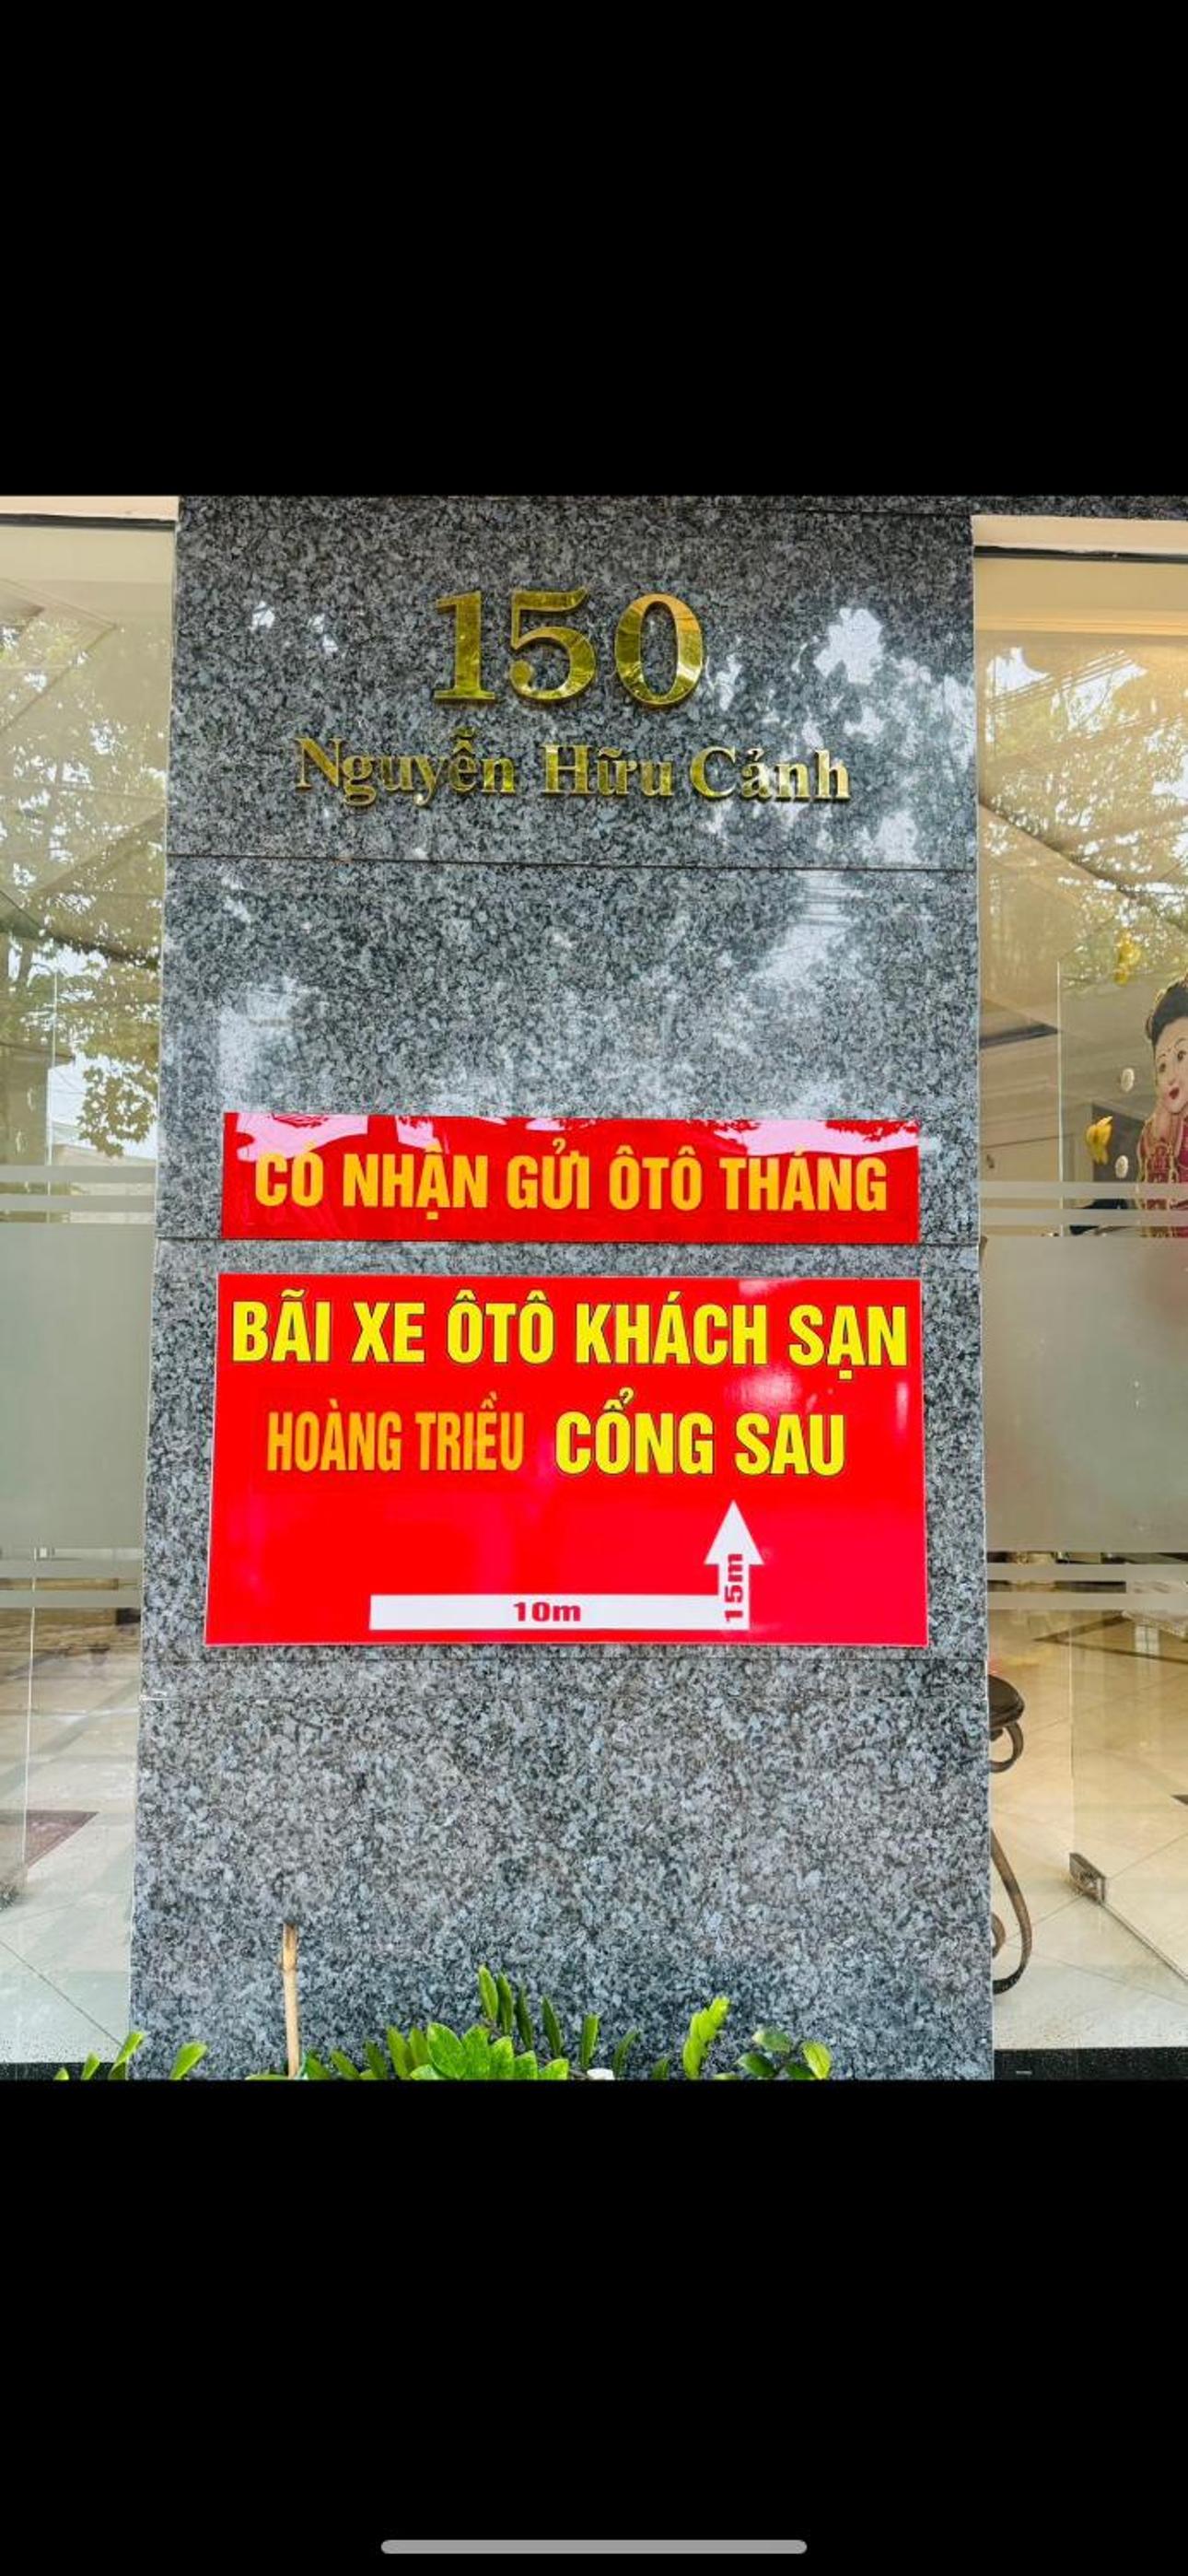 150
Nguyễn Hữu Cảnh
CÓ NHẬN GỬI ÔTÔ THÁNG
BÃI XE ÔTÔ KHÁCH SẠN
HOÀNG TRIỀU CỔNG SAU
15m
10m